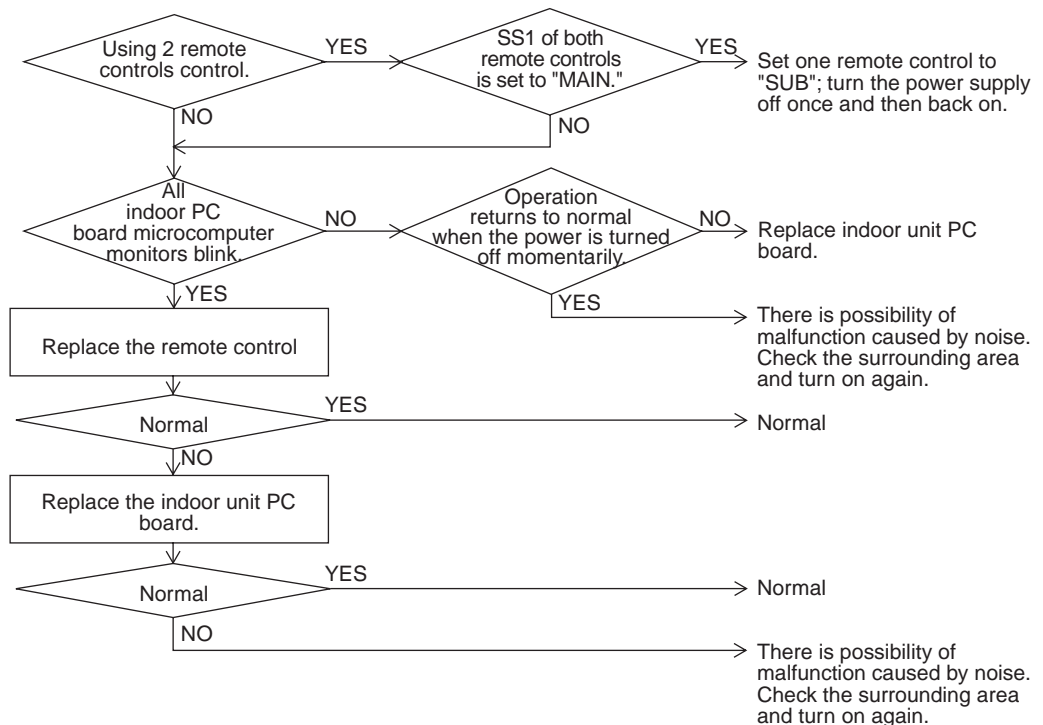 Using 2 remote
controls control.
YES
SS1 of both
remote controls
is set to "MAIN."
YES
Set one remote control to
"SUB"; turn the power supply
off once and then back on.
NO
NO
All
indoor PC
board microcomputer
monitors blink.
NO
Operation
returns to normal
when the power is turned
off momentarily.
NO
Replace indoor unit PC
board.
YES
YES
There is possibility of
malfunction caused by noise.
Check the surrounding area
and turn on again.
Replace the remote control
Normal
YES
Normal
NO
Replace the indoor unit PC
board.
Normal
YES
Normal
NO
There is possibility of
malfunction caused by noise.
Check the surrounding area
and turn on again.